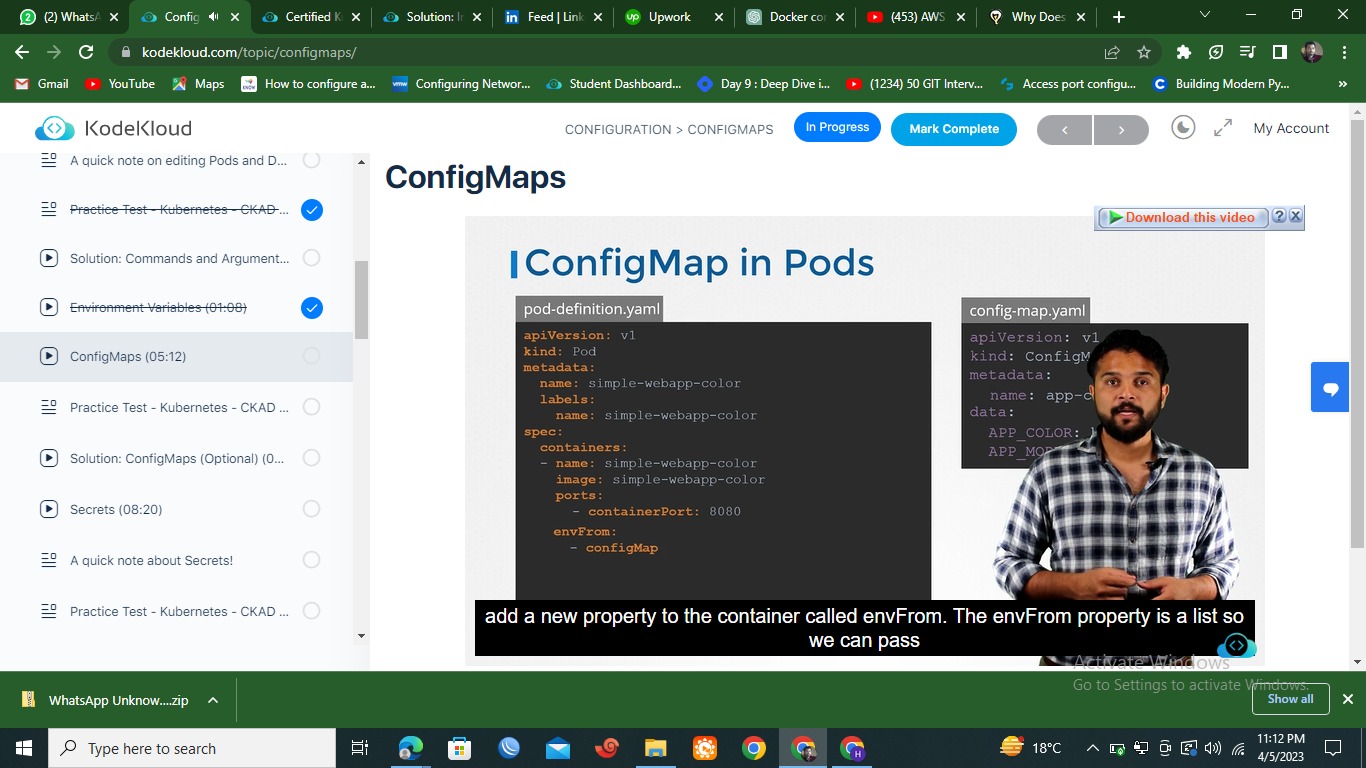 (2) WhatsA
Config
Certified K
Solution: In
Feed | Link
Upwork
Docker co
(453) AWS
Why Does
kodekloud.com/topic/configmaps/
Gmail
YouTube
Maps
How to configure a...
Configuring Networ...
Student Dashboard...
Day 9 : Deep Dive i...
(1234) 50 GIT Interv...
Access port configu...
Building Modern Py...
»
KodeKloud
CONFIGURATION > CONFIGMAPS
In Progress
Mark Complete
<
>
My Account
A quick note on editing Pods and D...
Practice Test - Kubernetes - CKAD ...
Solution: Commands and Argument...
Environment Variables (01:08)
ConfigMaps (05:12)
Practice Test - Kubernetes - CKAD ...
Solution: ConfigMaps (Optional) (0...
Secrets (08:20)
A quick note about Secrets!
Practice Test - Kubernetes - CKAD ...
ConfigMaps
Download this video
?
X
ConfigMap in Pods
pod-definition.yaml
apiVersion: v1
kind: Pod
metadata:
name: simple-webapp-color
labels:
name: simple-webapp-color
spec:
containers:
- name: simple-webapp-color
image: simple-webapp-color
ports:
- containerPort: 8080
envFrom:
- configMap
config-map.yaml
apiVersion: v1
kind: ConfigM
metadata:
name: app-c
data:
APP_COLOR:
APP_MOD
add a new property to the container called envFrom. The envFrom property is a list so
we can pass
Activate Windows
Go to Settings to activate Windows.
WhatsApp Unknow....zip
Show all
Type here to search
18°C
11:12 PM
4/5/2023